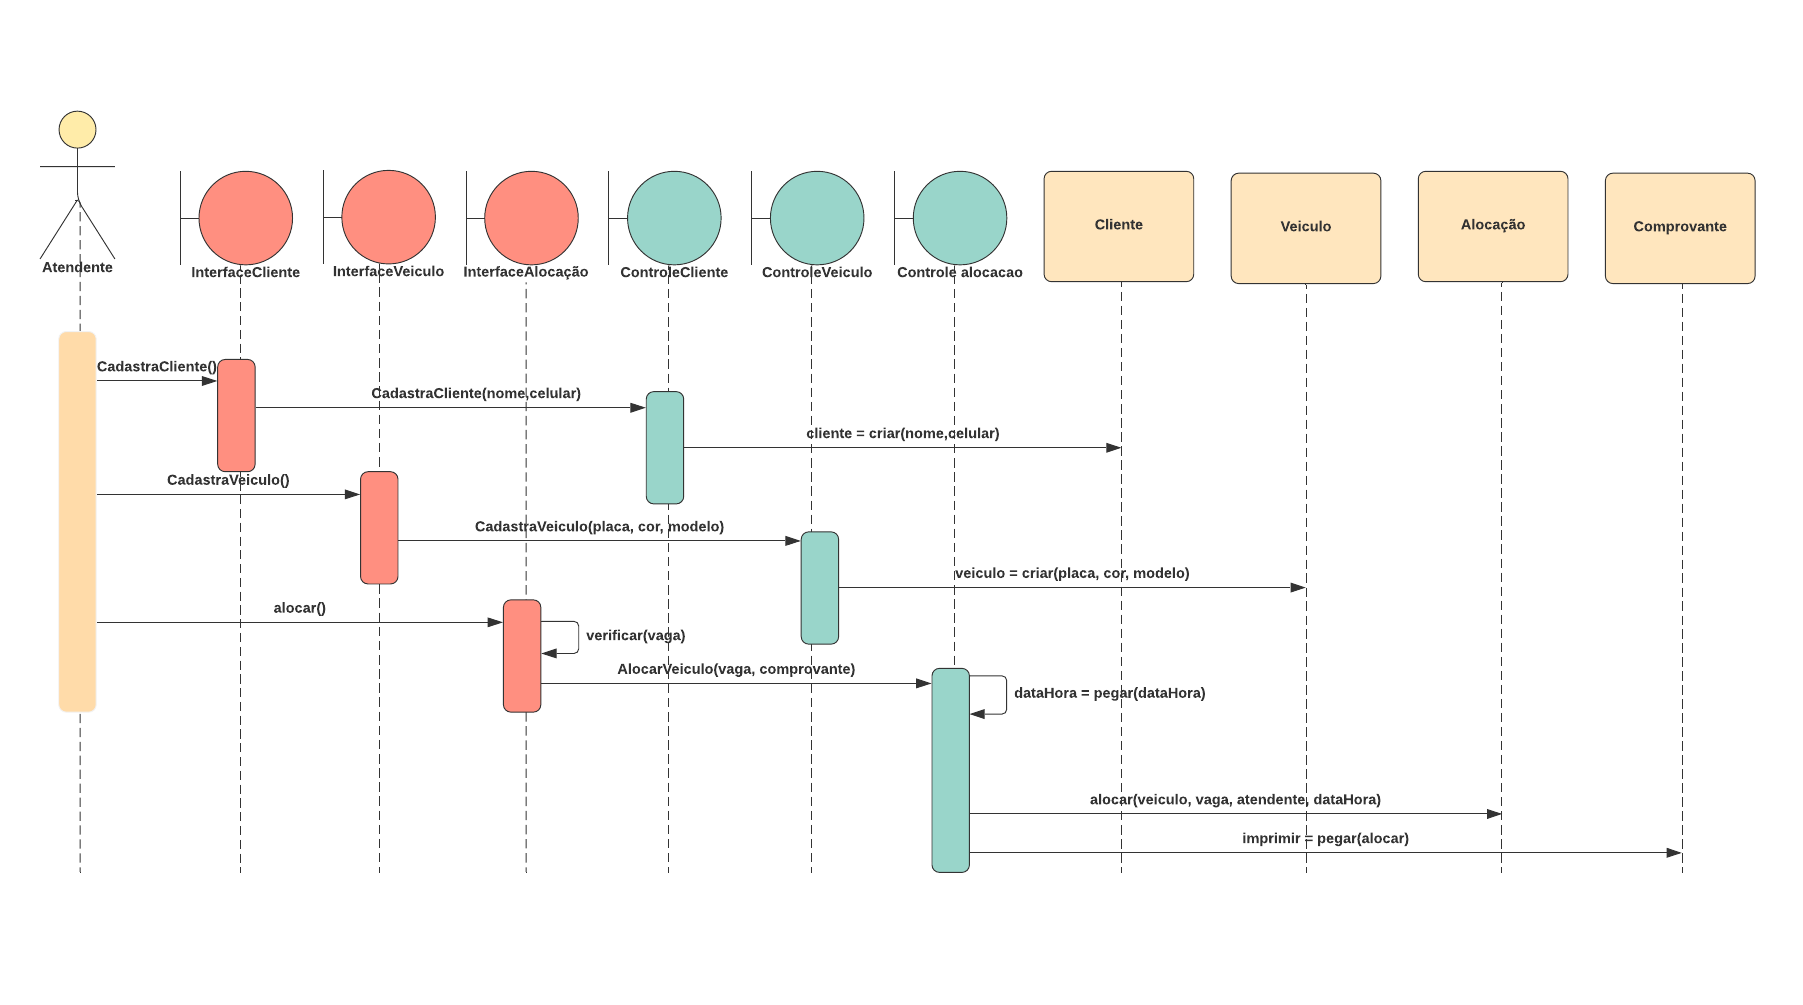 Atendente
InterfaceCliente
InterfaceVeiculo
InterfaceAlocação
ControleCliente
ControleVeiculo
Controle alocacao
Cliente
Veiculo
Alocação
Comprovante
CadastraCliente()
CadastraCliente(nome,celular)
cliente = criar(nome,celular)
CadastraVeiculo()
CadastraVeiculo(placa, cor, modelo)
veiculo = criar(placa, cor, modelo)
alocar()
verificar(vaga)
AlocarVeiculo(vaga, comprovante)
dataHora = pegar(dataHora)
alocar(veiculo, vaga, atendente, dataHora)
imprimir = pegar(alocar)